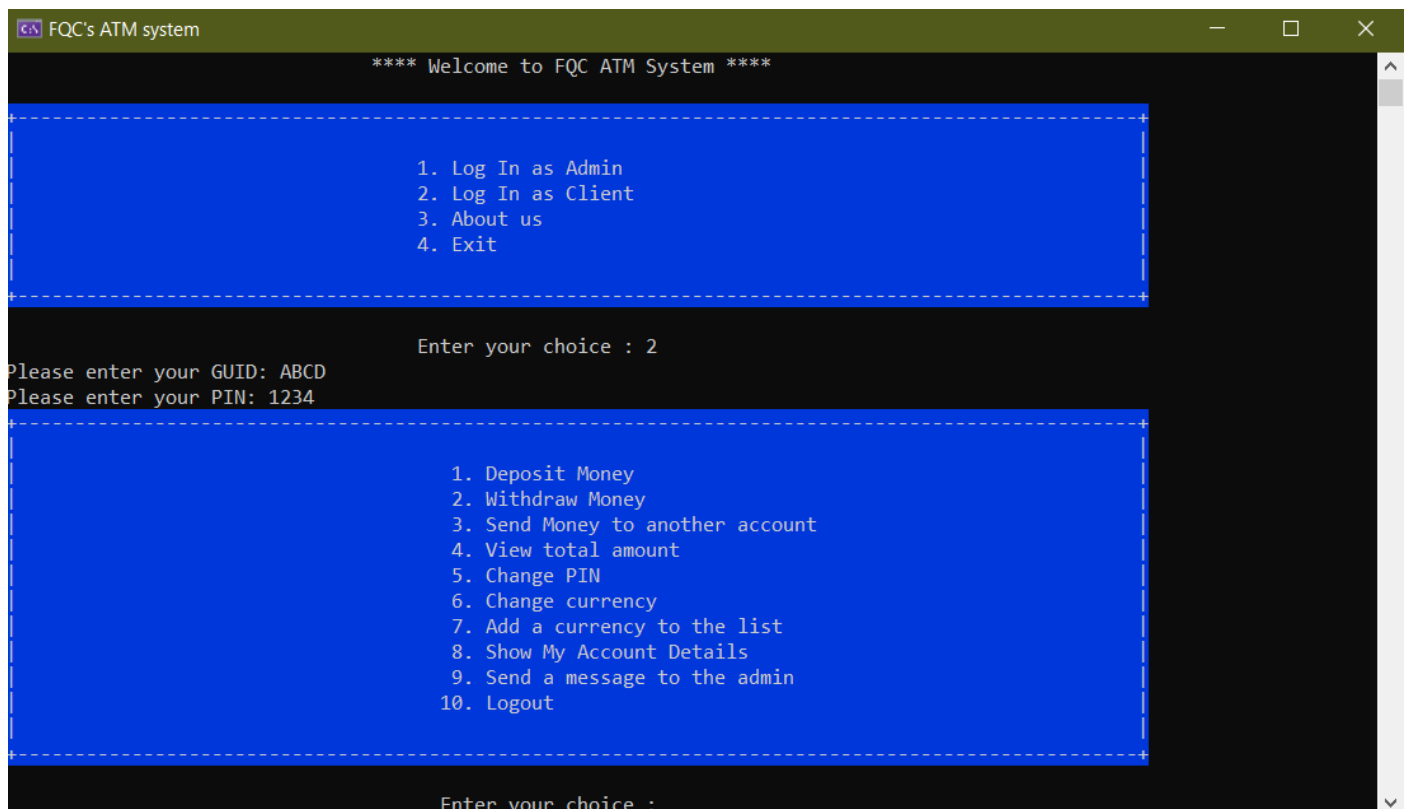 FQC's ATM system
**** Welcome to FQC ATM System ****
1. Log In as Admin
2. Log In as Client
3. About us
4. Exit
Enter your choice : 2
Please enter your GUID: ABCD
Please enter your PIN: 1234
1. Deposit Money
2. Withdraw Money
3. Send Money to another account
4. View total amount
5. Change PIN
6. Change currency
7. Add a currency to the list
8. Show My Account Details
9. Send a message to the admin
10. Logout
Enter your choice :